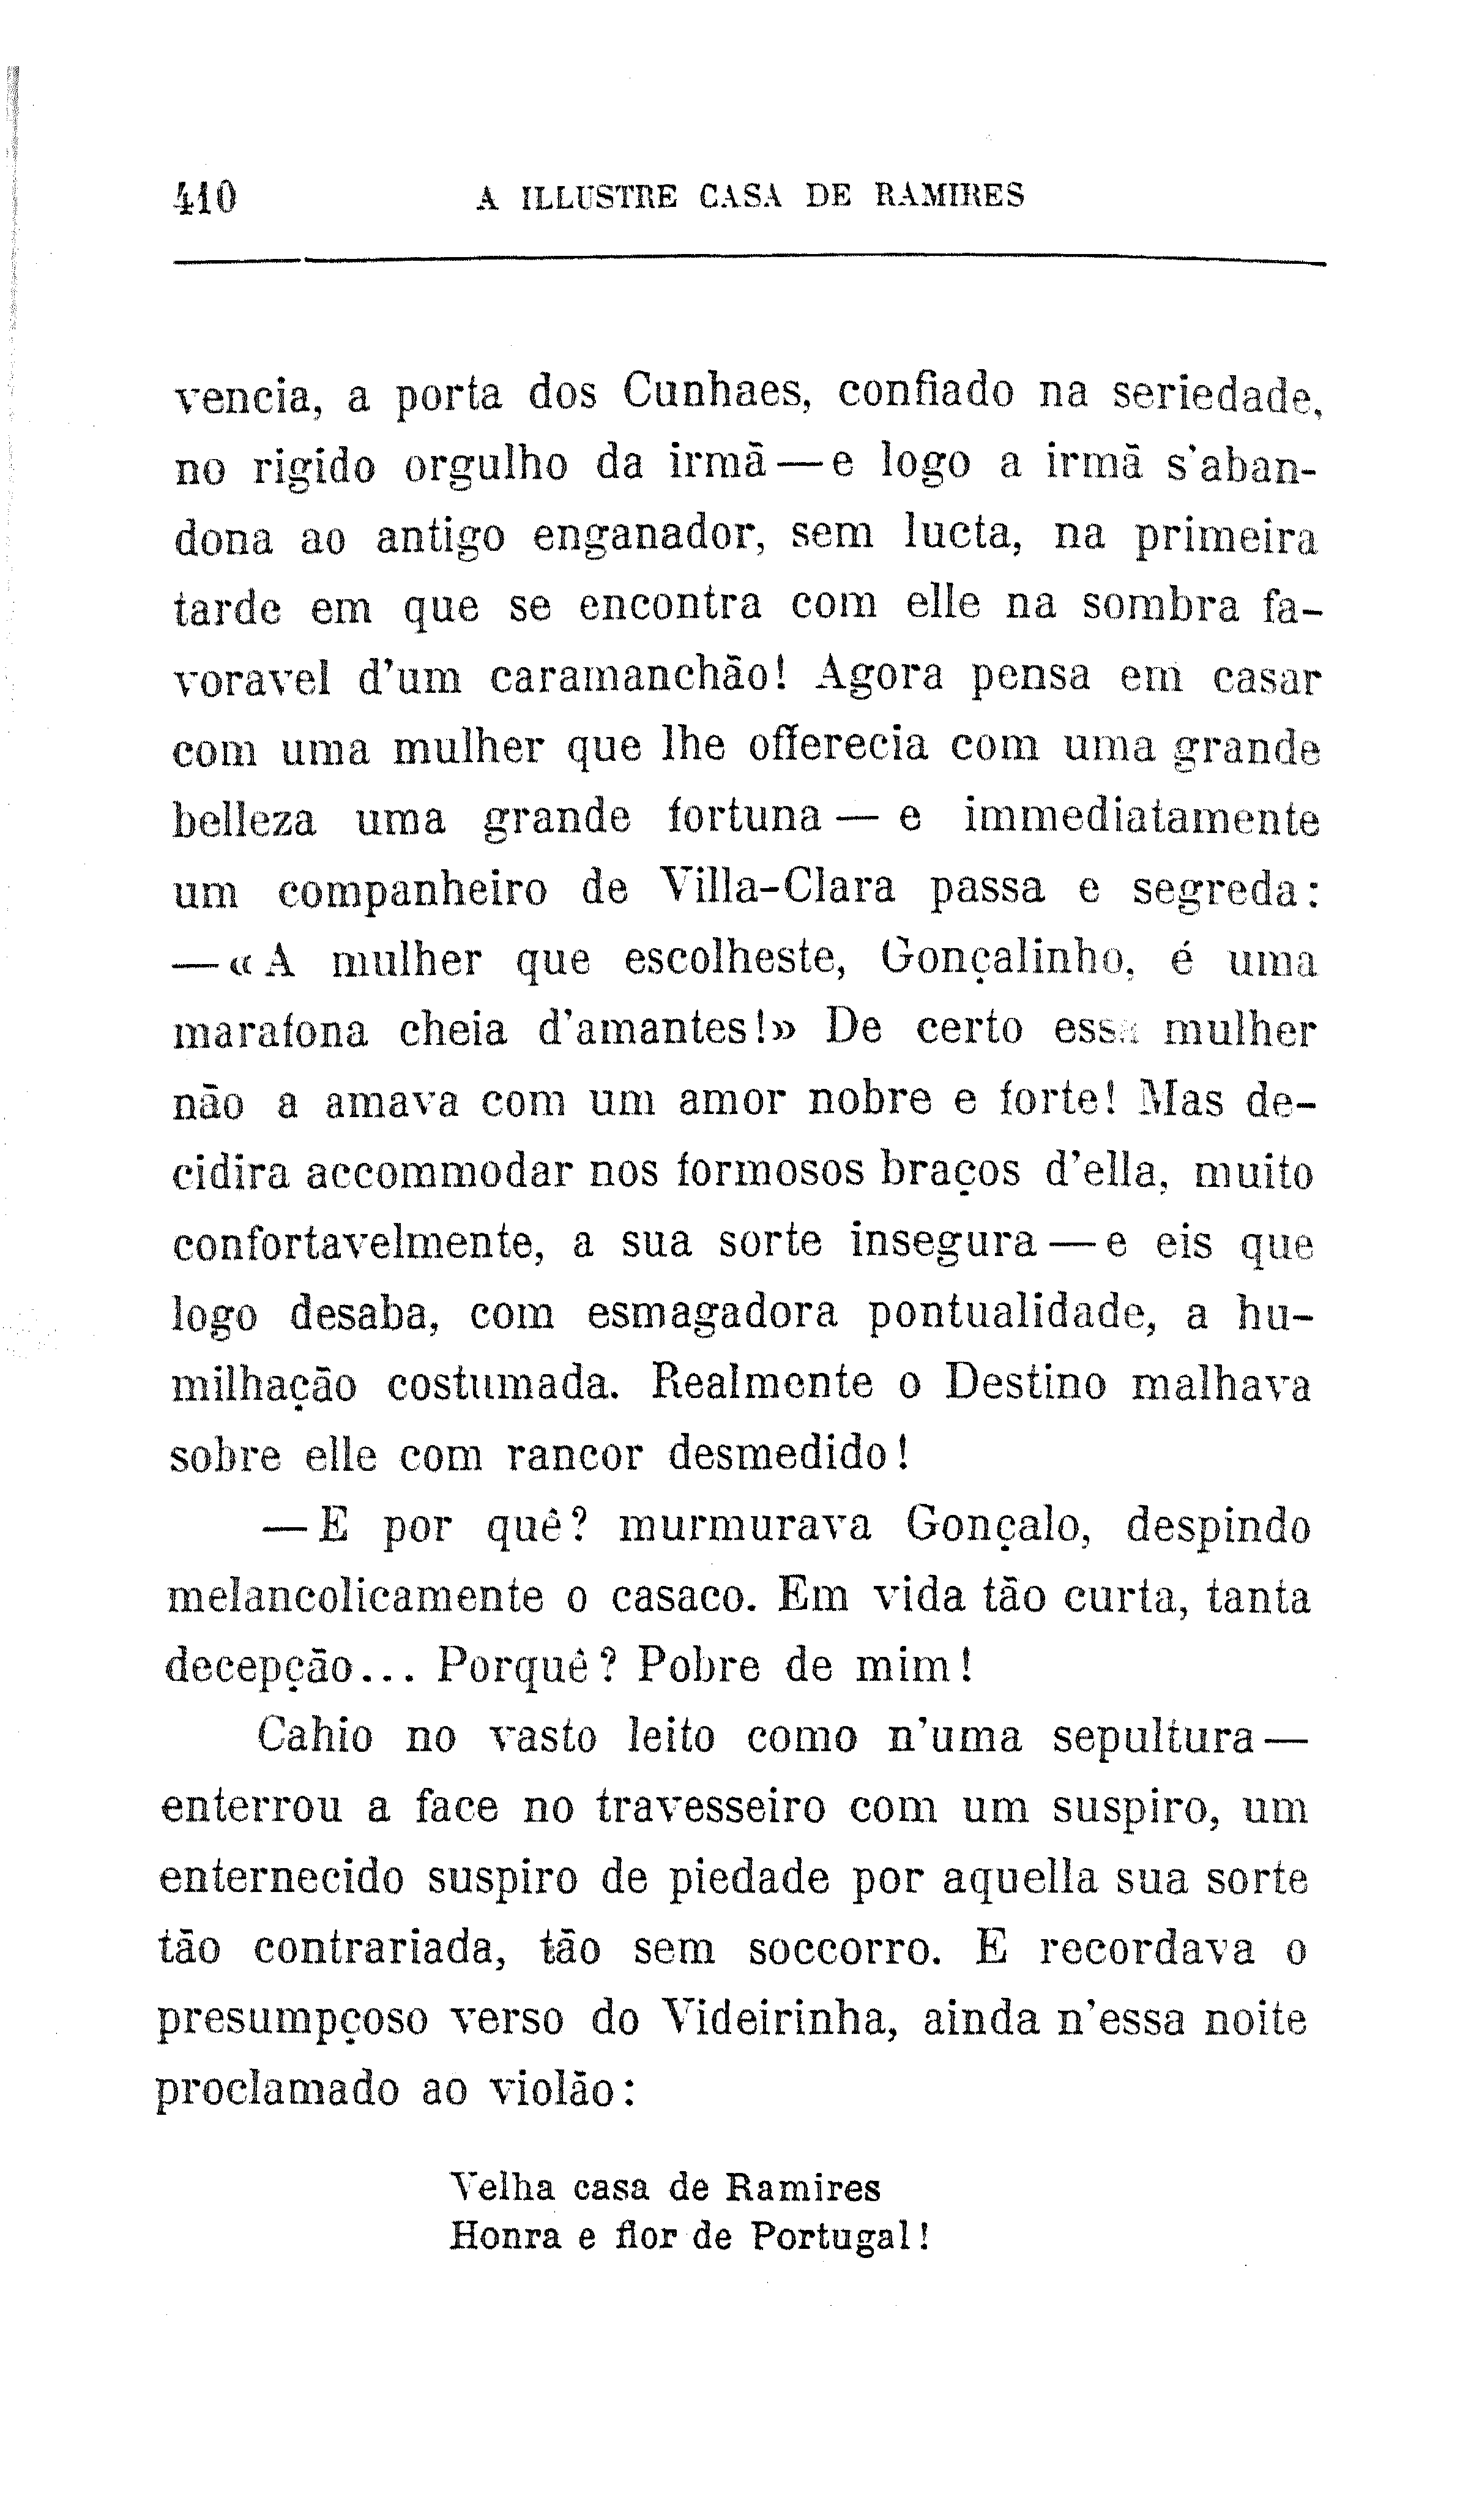 410 A ILLUSTRE CASA DE RAMIRES
vencia, a porta dos Cunhaes, confiado na seriedade,
no rigido orgulho da irmã—e logo a irmã s'aban-
dona ao antigo enganador, sem lucta, na primeira
tarde em que se encontra com elle na sombra fa-
voravel d'um caramanchão! Agora pensa em casar
com uma mulher que lhe offerecia com uma grande
belleza uma grande fortuna — e immediatamente
um companheiro de Villa-Clara passa e segreda:
—«A mulher que escolheste, Gonçalinho, é uma
marafona cheia d'amantes!» De certo essa mulher
não a amava com um amor nobre e forte! Mas de-
cidira accommodar nos formosos braços d'ella, muito
confortavelmente, a sua sorte insegura—e eis que
logo desaba, com esmagadora pontualidade, a hu-
milhação costumada. Realmente o Destino malhava
sobre elle com rancor desmedido!
—E por quê? murmurava Gonçalo, despindo
melancolicamente o casaco. Em vida tão curta, tanta
decepção... Porquê? Pobre de mim!
Cahio no vasto leito como n'uma sepultura—
enterrou a face no travesseiro com um suspiro, um
enternecido suspiro de piedade por aquella sua sorte
tão contrariada, tão sem soccorro. E recordava o
presumpçoso verso do Videirinha, ainda n'essa noite
proclamado ao violão:
Velha casa de Ramires
Honra e flor de Portugal!